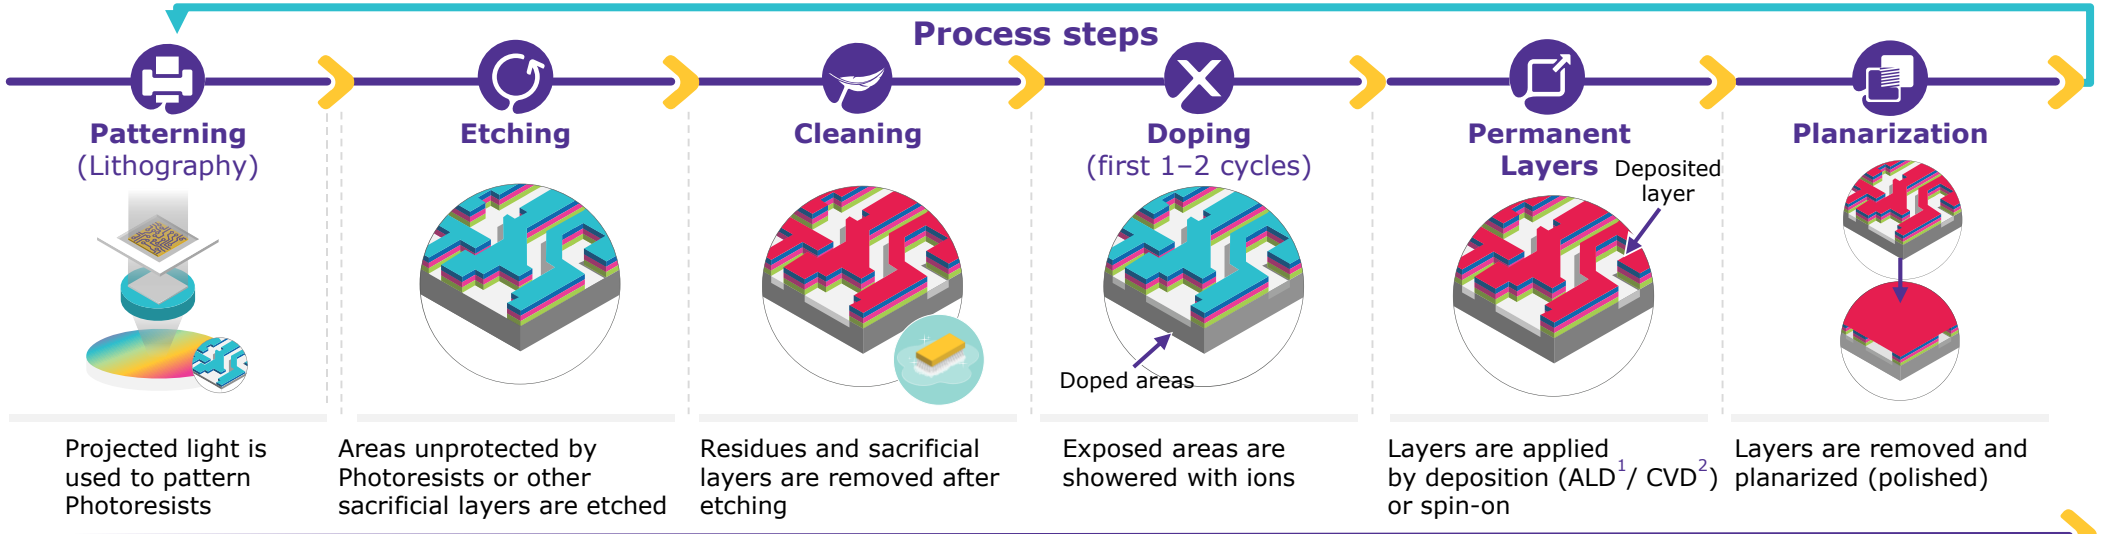 Process steps
Patterning
(Lithography)
Etching
Cleaning
Doping
(first 1–2 cycles)
Permanent
Layers
Planarization
Deposited
layer
Doped areas
Projected light is
used to pattern
Photoresists
Areas unprotected by
Photoresists or other
sacrificial layers are etched
Residues and sacrificial
layers are removed after
etching
Exposed areas are
showered with ions
Layers are applied
by deposition (ALD¹/ CVD²)
or spin-on
Layers are removed and
planarized (polished)